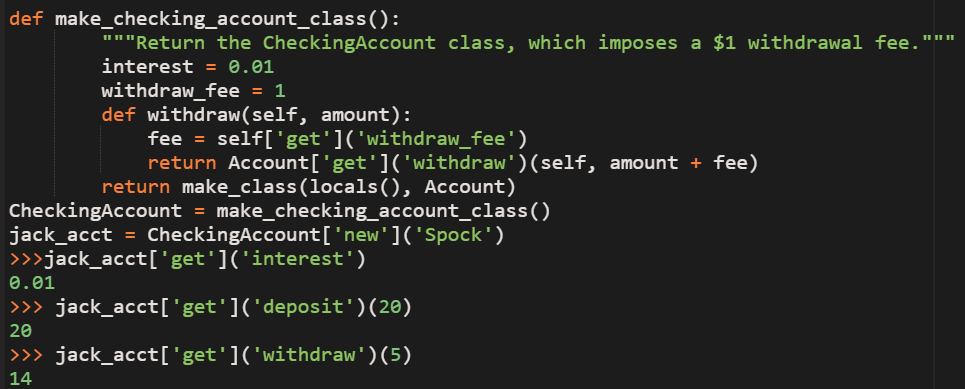 def make_checking_account_class():
        """Return the CheckingAccount class, which imposes a $1 withdrawal fee."""
        interest = 0.01
        withdraw_fee = 1
        def withdraw(self, amount):
            fee = self['get']('withdraw_fee')
            return Account['get']('withdraw')(self, amount + fee)
        return make_class(locals(), Account)
CheckingAccount = make_checking_account_class()
jack_acct = CheckingAccount['new']('Spock')
>>>jack_acct['get']('interest')
0.01
>>> jack_acct['get']('deposit')(20)
20
>>> jack_acct['get']('withdraw')(5)
14